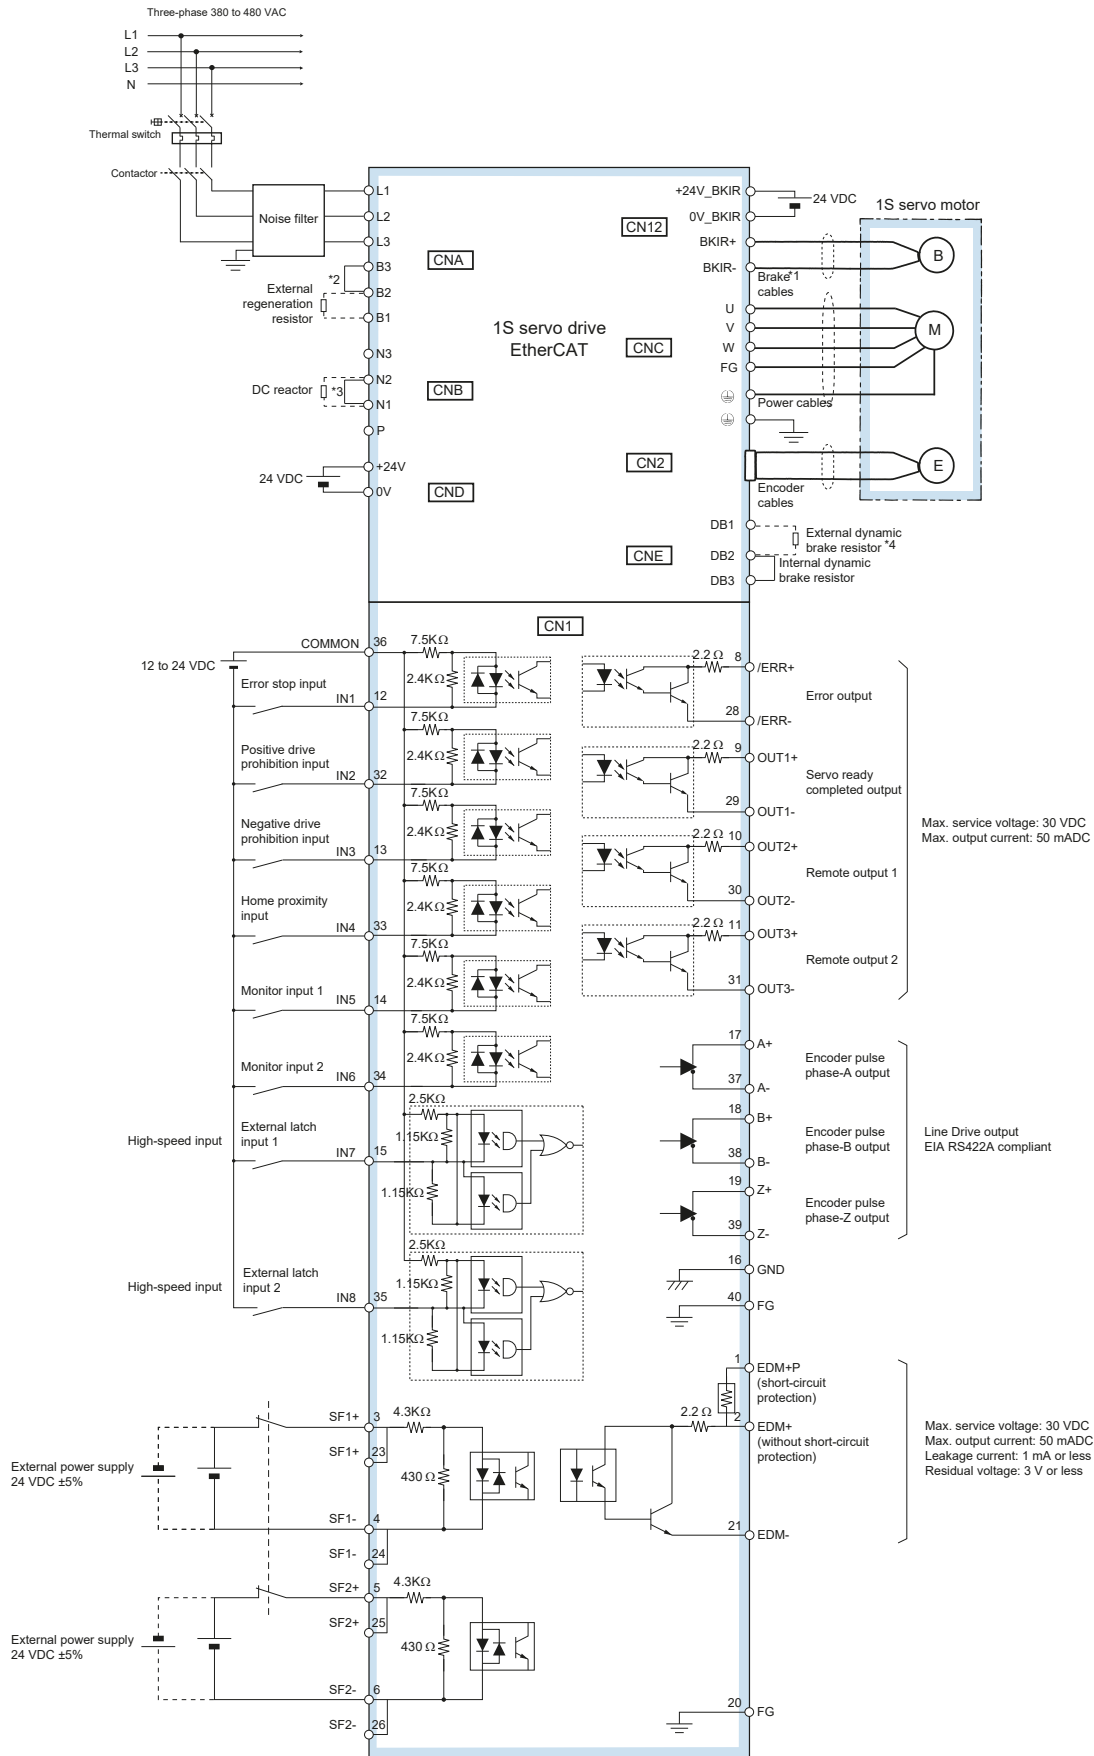 Three-phase 380 to 480 VAC
L1
L2
L3
N
Thermal switch
Contactor
Noise filter
L1
L2
L3
B3
*2
B2
External
regeneration
resistor
B1
N3
N2
DC reactor
*3
N1
P
+24V
24 VDC
0V
CNA
CNB
CND
1S servo drive
EtherCAT
CN12
CNC
CN2
CNE
+24V_BKIR
24 VDC
0V_BKIR
BKIR+
BKIR-
Brake*1
cables
1S servo motor
B
U
V
W
FG
M
Power cables
E
Encoder
cables
DB1
External dynamic
brake resistor *4
DB2
Internal dynamic
brake resistor
DB3
CN1
COMMON
36
7.5KΩ
12 to 24 VDC
2.4KΩ
Error stop input
IN1
12
7.5KΩ
Positive drive
prohibition input
2.4KΩ
IN2
32
7.5KΩ
Negative drive
prohibition input
2.4KΩ
IN3
13
7.5KΩ
Home proximity
input
2.4KΩ
IN4
33
7.5KΩ
2.4KΩ
Monitor input 1
IN5
14
7.5KΩ
2.4KΩ
Monitor input 2
IN6
34
2.5KΩ
High-speed input
External latch
input 1
1.15KΩ
IN7
15
1.15KΩ
2.5KΩ
High-speed input
External latch
input 2
1.15KΩ
IN8
35
1.15KΩ
SF1+
3
4.3KΩ
SF1+
23
External power supply
24 VDC ±5%
430 Ω
SF1-
4
SF1-
24
SF2+
5
4.3KΩ
SF2+
25
External power supply
24 VDC ±5%
430 Ω
SF2-
6
SF2-
26
2.2 Ω
8
/ERR+
Error output
28
/ERR-
2.2 Ω
9
OUT1+
Servo ready
completed output
29
OUT1-
2.2 Ω
10
OUT2+
Remote output 1
30
OUT2-
2.2 Ω
11
OUT3+
Remote output 2
31
OUT3-
Max. service voltage: 30 VDC
Max. output current: 50 mADC
17
A+
Encoder pulse
phase-A output
37
A-
18
B+
Encoder pulse
phase-B output
38
B-
19
Z+
Encoder pulse
phase-Z output
39
Z-
Line Drive output
EIA RS422A compliant
16
GND
40
FG
1
EDM+P
(short-circuit
protection)
2.2 Ω
2
EDM+
(without short-circuit
protection)
21
EDM-
Max. service voltage: 30 VDC
Max. output current: 50 mADC
Leakage current: 1 mA or less
Residual voltage: 3 V or less
20
FG